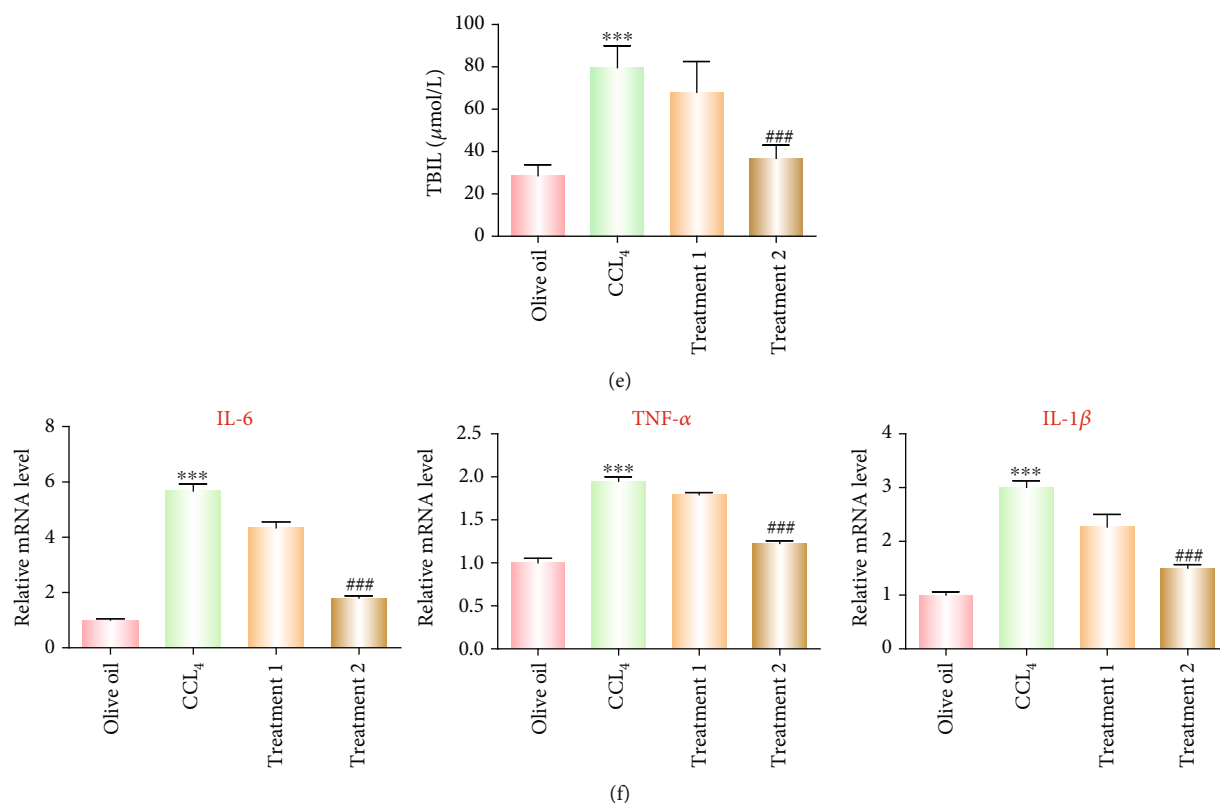 100
80
60
40
20
0
TBIL (μmol/L)
***
###
Olive oil
CCL₄
Treatment 1
Treatment 2
(e)
IL-6
8
6
4
2
0
Relative mRNA level
***
###
Olive oil
CCL₄
Treatment 1
Treatment 2
TNF-α
2.5
2.0
1.5
1.0
0.5
0.0
Relative mRNA level
***
###
Olive oil
CCL₄
Treatment 1
Treatment 2
IL-1β
4
3
2
1
0
Relative mRNA level
***
###
Olive oil
CCL₄
Treatment 1
Treatment 2
(f)